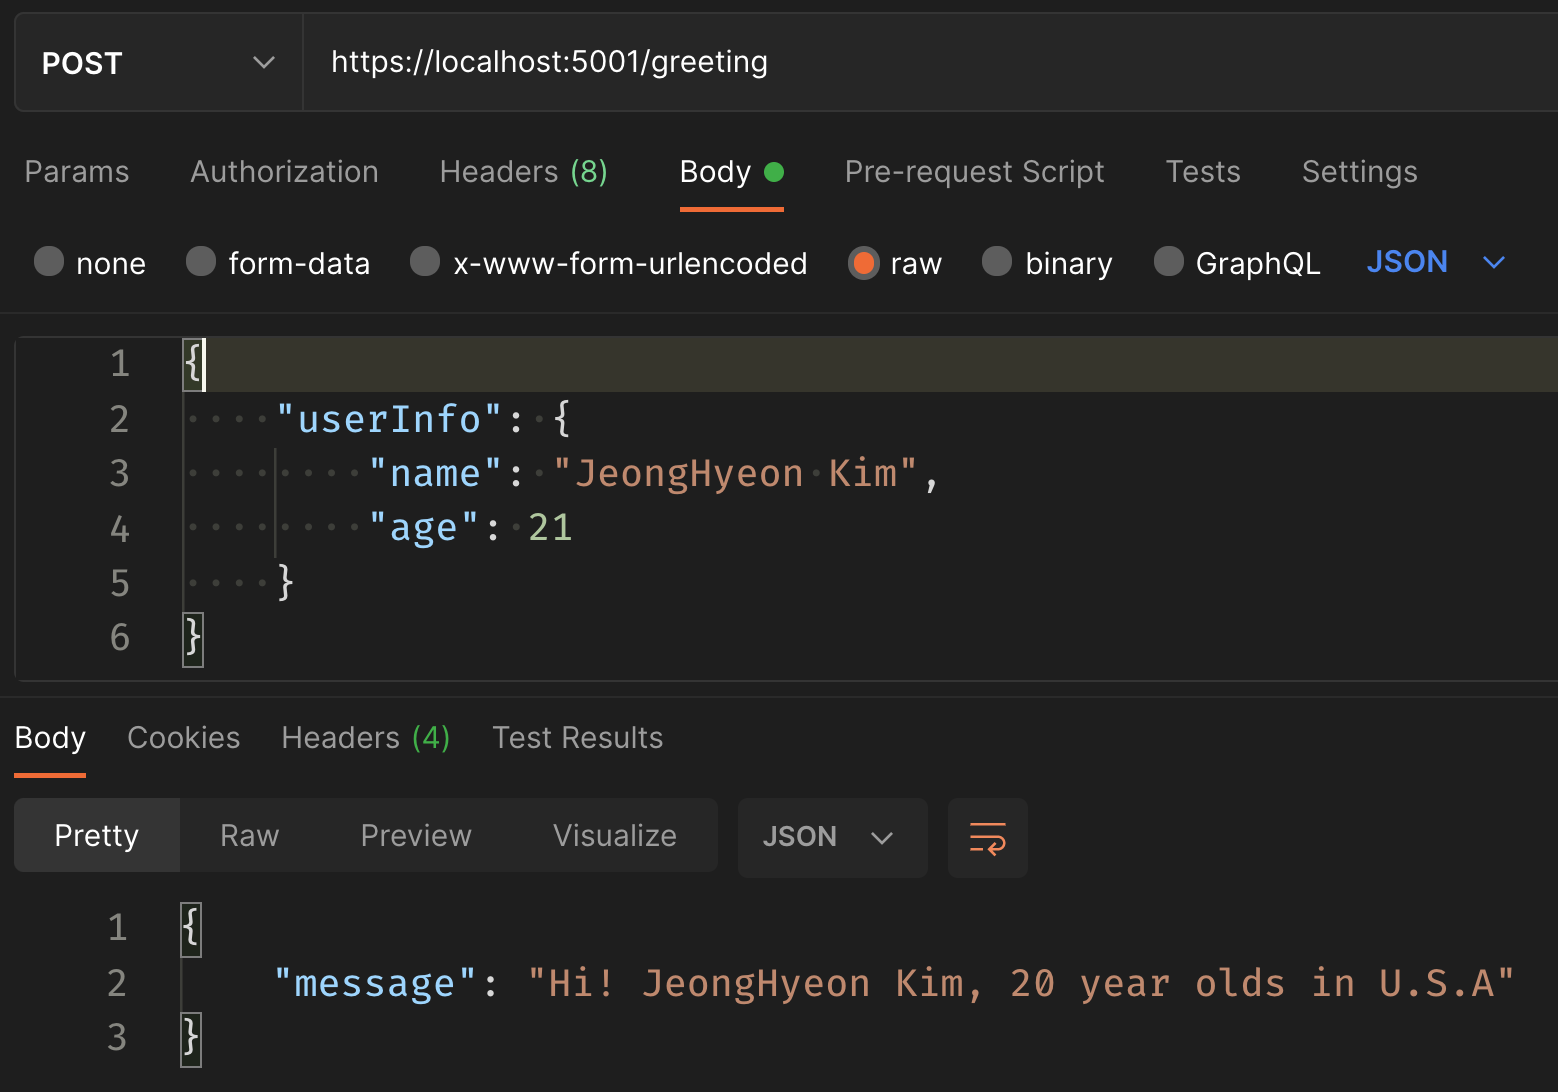 POST https://localhost:5001/greeting
Params Authorization Headers (8) Body Pre-request Script Tests Settings
none form-data x-www-form-urlencoded raw binary GraphQL JSON
1 {
2 "userInfo": {
3 "name": "JeongHyeon Kim",
4 "age": 21
5 }
6 }
Body Cookies Headers (4) Test Results
Pretty Raw Preview Visualize JSON
1 {
2 "message": "Hi! JeongHyeon Kim, 20 year olds in U.S.A"
3 }